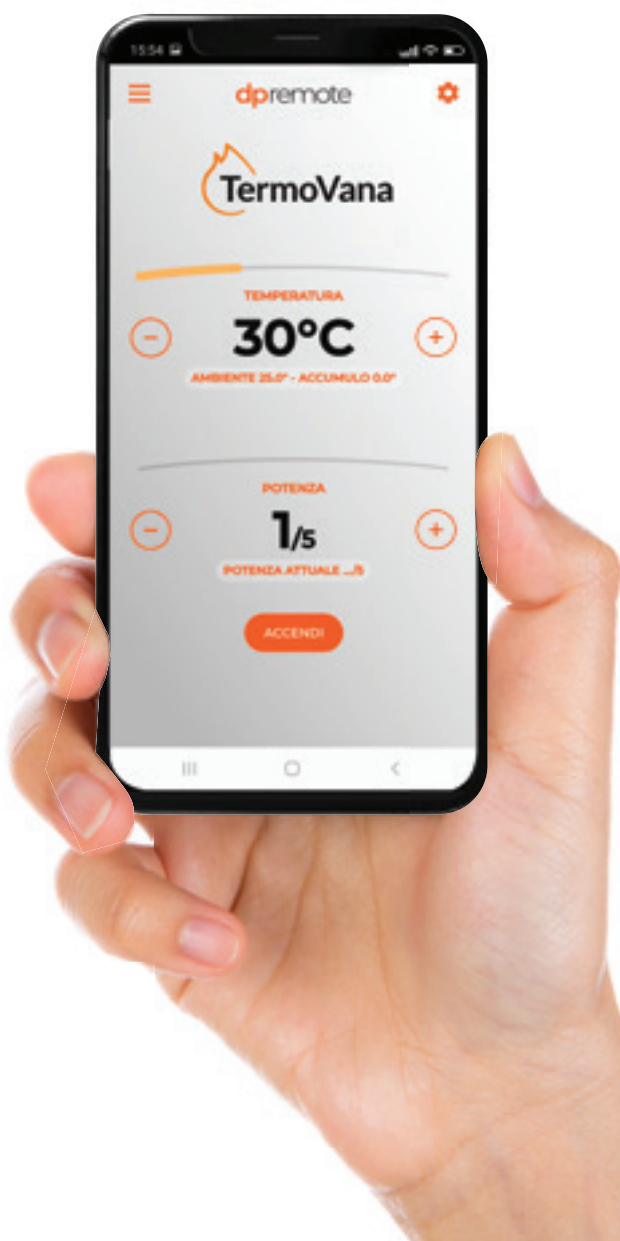 15:54
dpremote
TermoVana
TEMPERATURA
30°C
AMBIENTE 25.0° - ACCUMULO 0.0°
POTENZA
1/5
POTENZA ATTUALE .../5
ACCENDI